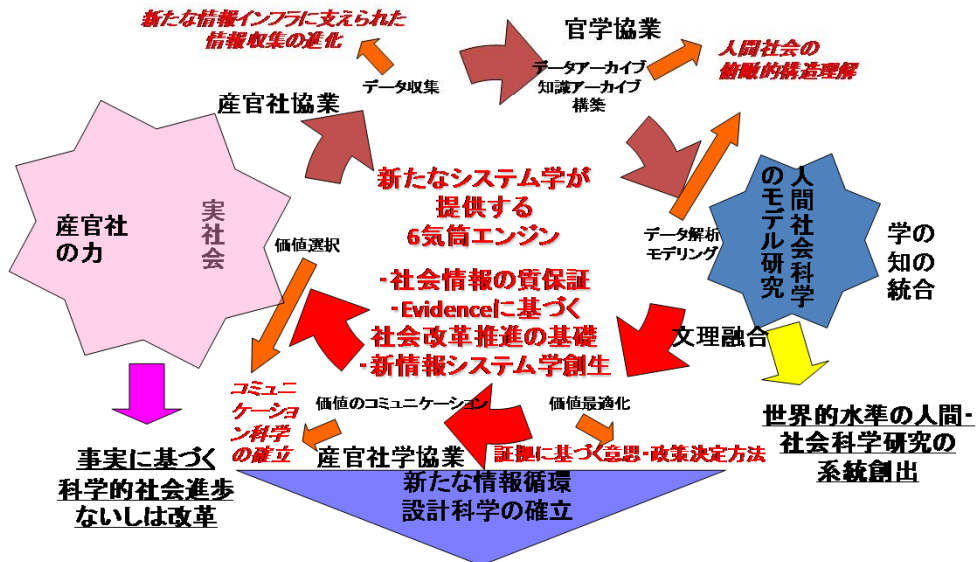 新たな情報インフラに支えられた
情報収集の進化
データ収集
官学協業
データアーカイブ
知識アーカイブ
構築
人間社会の
俯瞰的構造理解
産官社協業
産官社
の力
実社会
価値選択
新たなシステム学が
提供する
6気筒エンジン
・社会情報の質保証
・Evidenceに基づく
社会改革推進の基礎
・新情報システム学創生
データ解析
モデリング
人間社会科学
のモデル研究
学の
知の
統合
文理融合
コミュニ
ケーショ
ン科学
の確立
価値のコミュニケーション
価値最適化
産官社学協業
証拠に基づく意思・政策決定方法
新たな情報循環
設計科学の確立
事実に基づく
科学的社会進歩
ないしは改革
世界的水準の人間・
社会科学研究の
系統創出